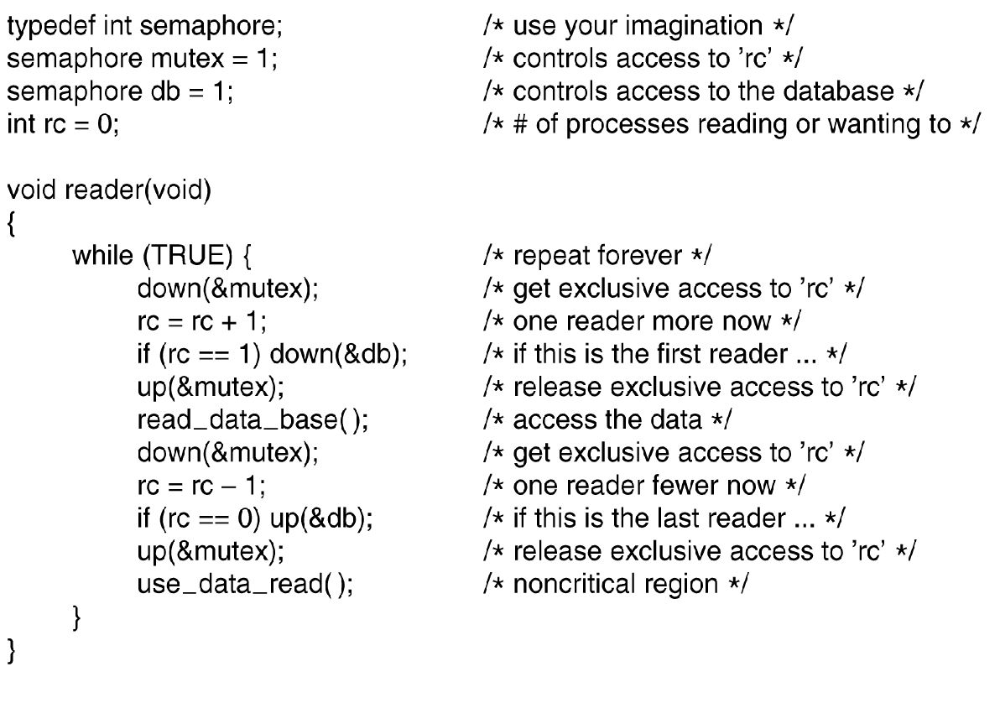 typedef int semaphore; /* use your imagination */
semaphore mutex = 1; /* controls access to ’rc’ */
semaphore db = 1; /* controls access to the database */
int rc = 0; /* # of processes reading or wanting to */
void reader(void)
{
while (TRUE) { /* repeat forever */
down(&mutex); /* get exclusive access to ’rc’ */
rc = rc + 1; /* one reader more now */
if (rc == 1) down(&db); /* if this is the first reader ... */
up(&mutex); /* release exclusive access to ’rc’ */
read_data_base(); /* access the data */
down(&mutex); /* get exclusive access to ’rc’ */
rc = rc − 1; /* one reader fewer now */
if (rc == 0) up(&db); /* if this is the last reader ... */
up(&mutex); /* release exclusive access to ’rc’ */
use_data_read(); /* noncritical region */
}
}